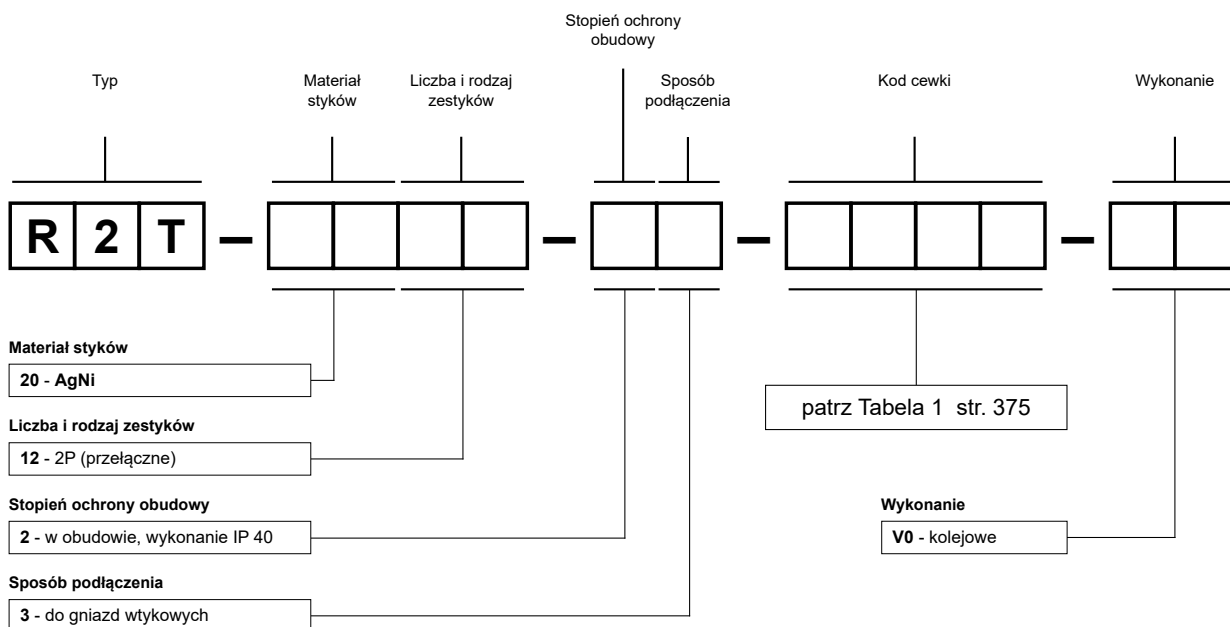 Stopień ochrony
obudowy
Typ
Materiał
styków
Liczba i rodzaj
zestyków
Sposób
podłączenia
Kod cewki
Wykonanie
R 2 T – – – –
Materiał styków
20 - AgNi
Liczba i rodzaj zestyków
12 - 2P (przełączne)
Stopień ochrony obudowy
2 - w obudowie, wykonanie IP 40
Sposób podłączenia
3 - do gniazd wtykowych
patrz Tabela 1 str. 375
Wykonanie
V0 - kolejowe